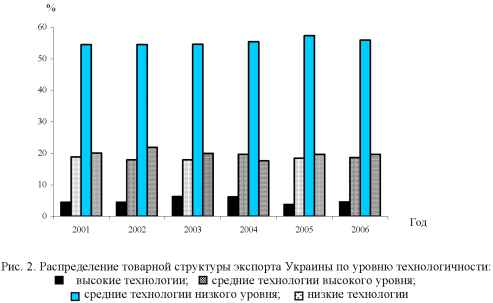 %
60
50
40
30
20
10
0
2001 2002 2003 2004 2005 2006
Год
Рис. 2. Распределение товарной структуры экспорта Украины по уровню технологичности:
высокие технологии; средние технологии высокого уровня;
средние технологии низкого уровня; низкие технологии